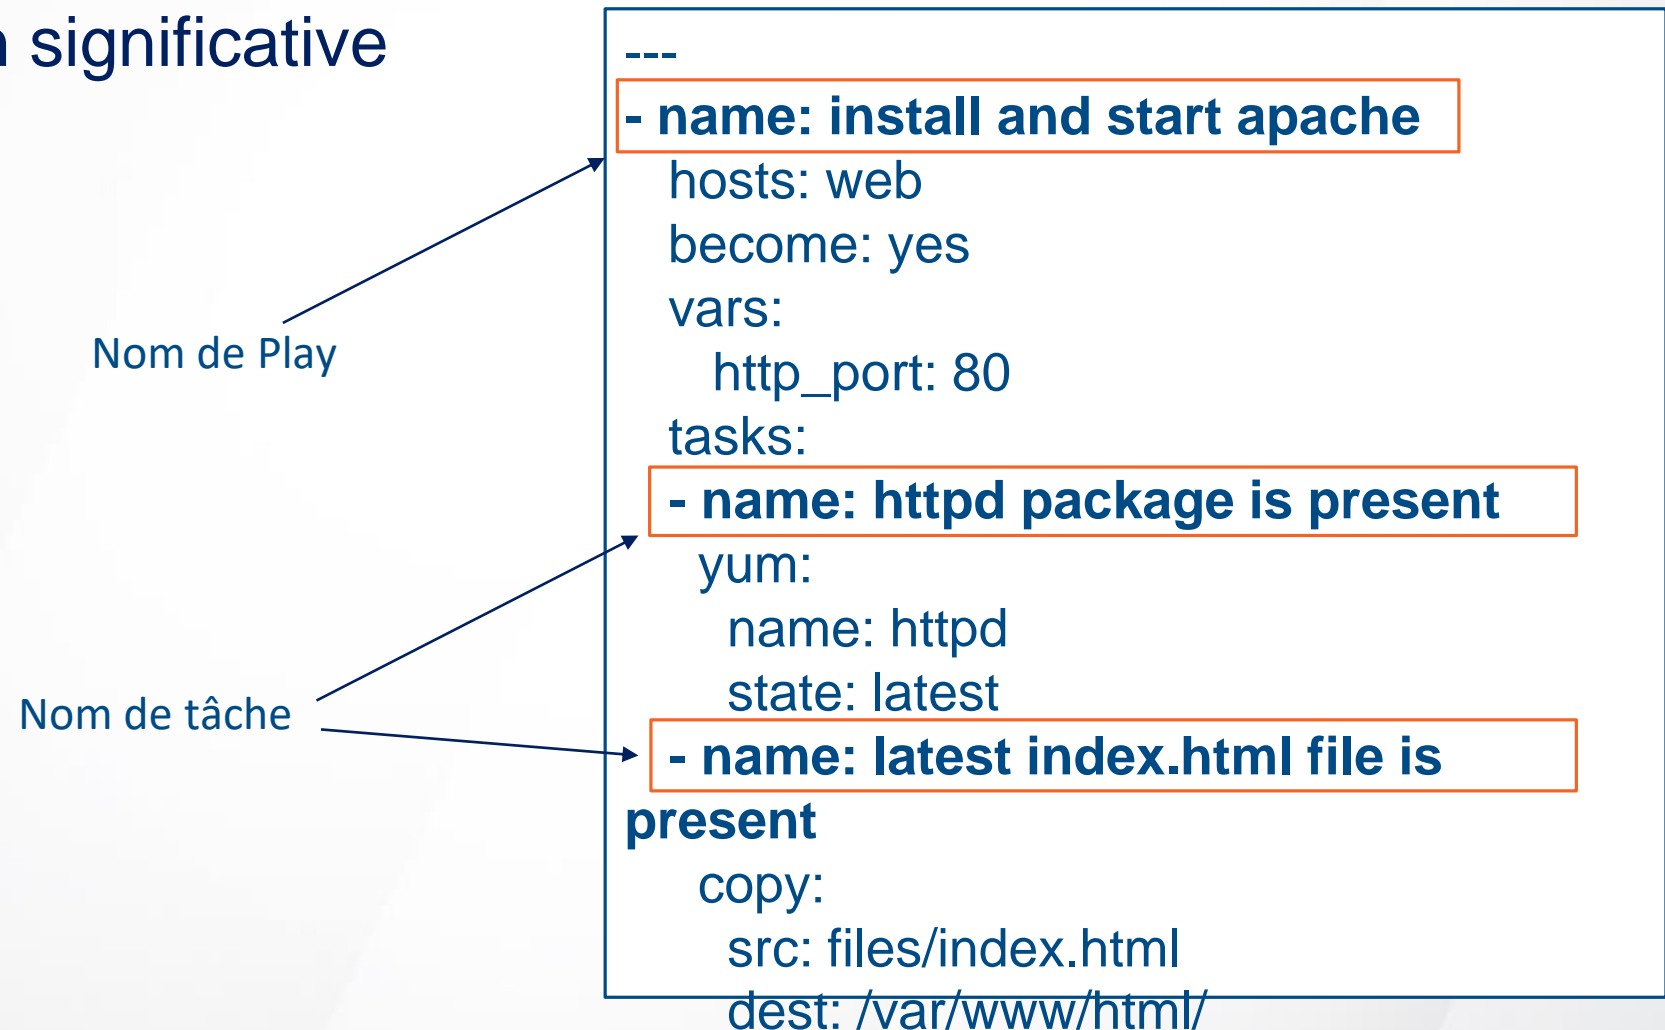 significative
---
- name: install and start apache
hosts: web
become: yes
vars:
http_port: 80
tasks:
- name: httpd package is present
yum:
name: httpd
state: latest
- name: latest index.html file is
present
copy:
src: files/index.html
dest: /var/www/html/
Nom de Play
Nom de tâche